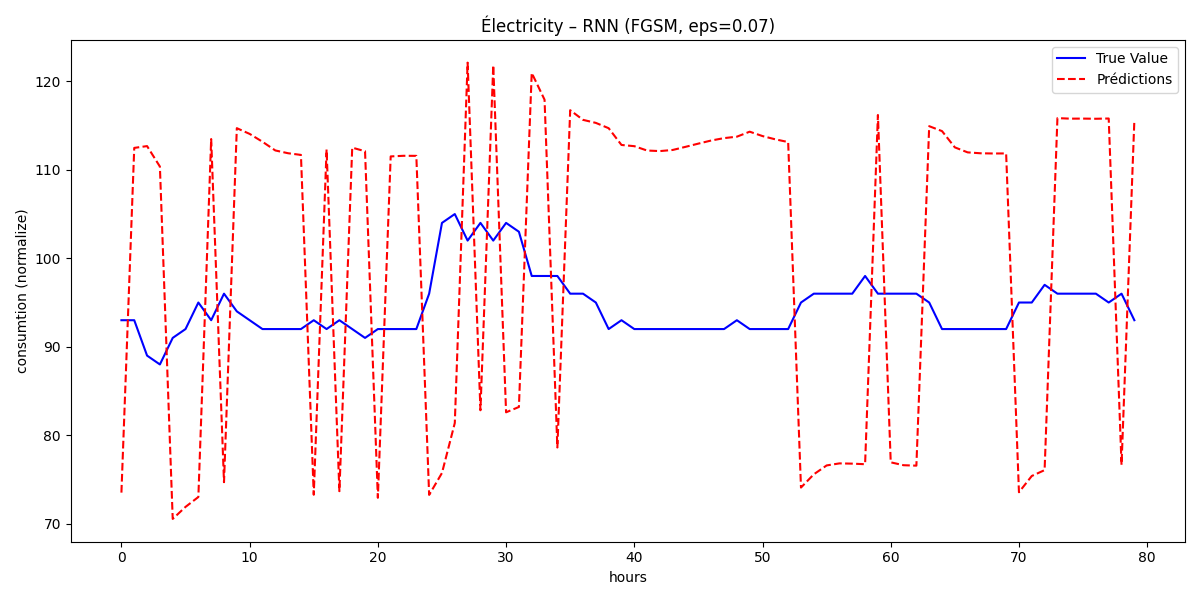 Électricity – RNN (FGSM, eps=0.07)
True Value
Prédictions
consumtion (normalize)
120
110
100
90
80
70
0 10 20 30 40 50 60 70 80
hours